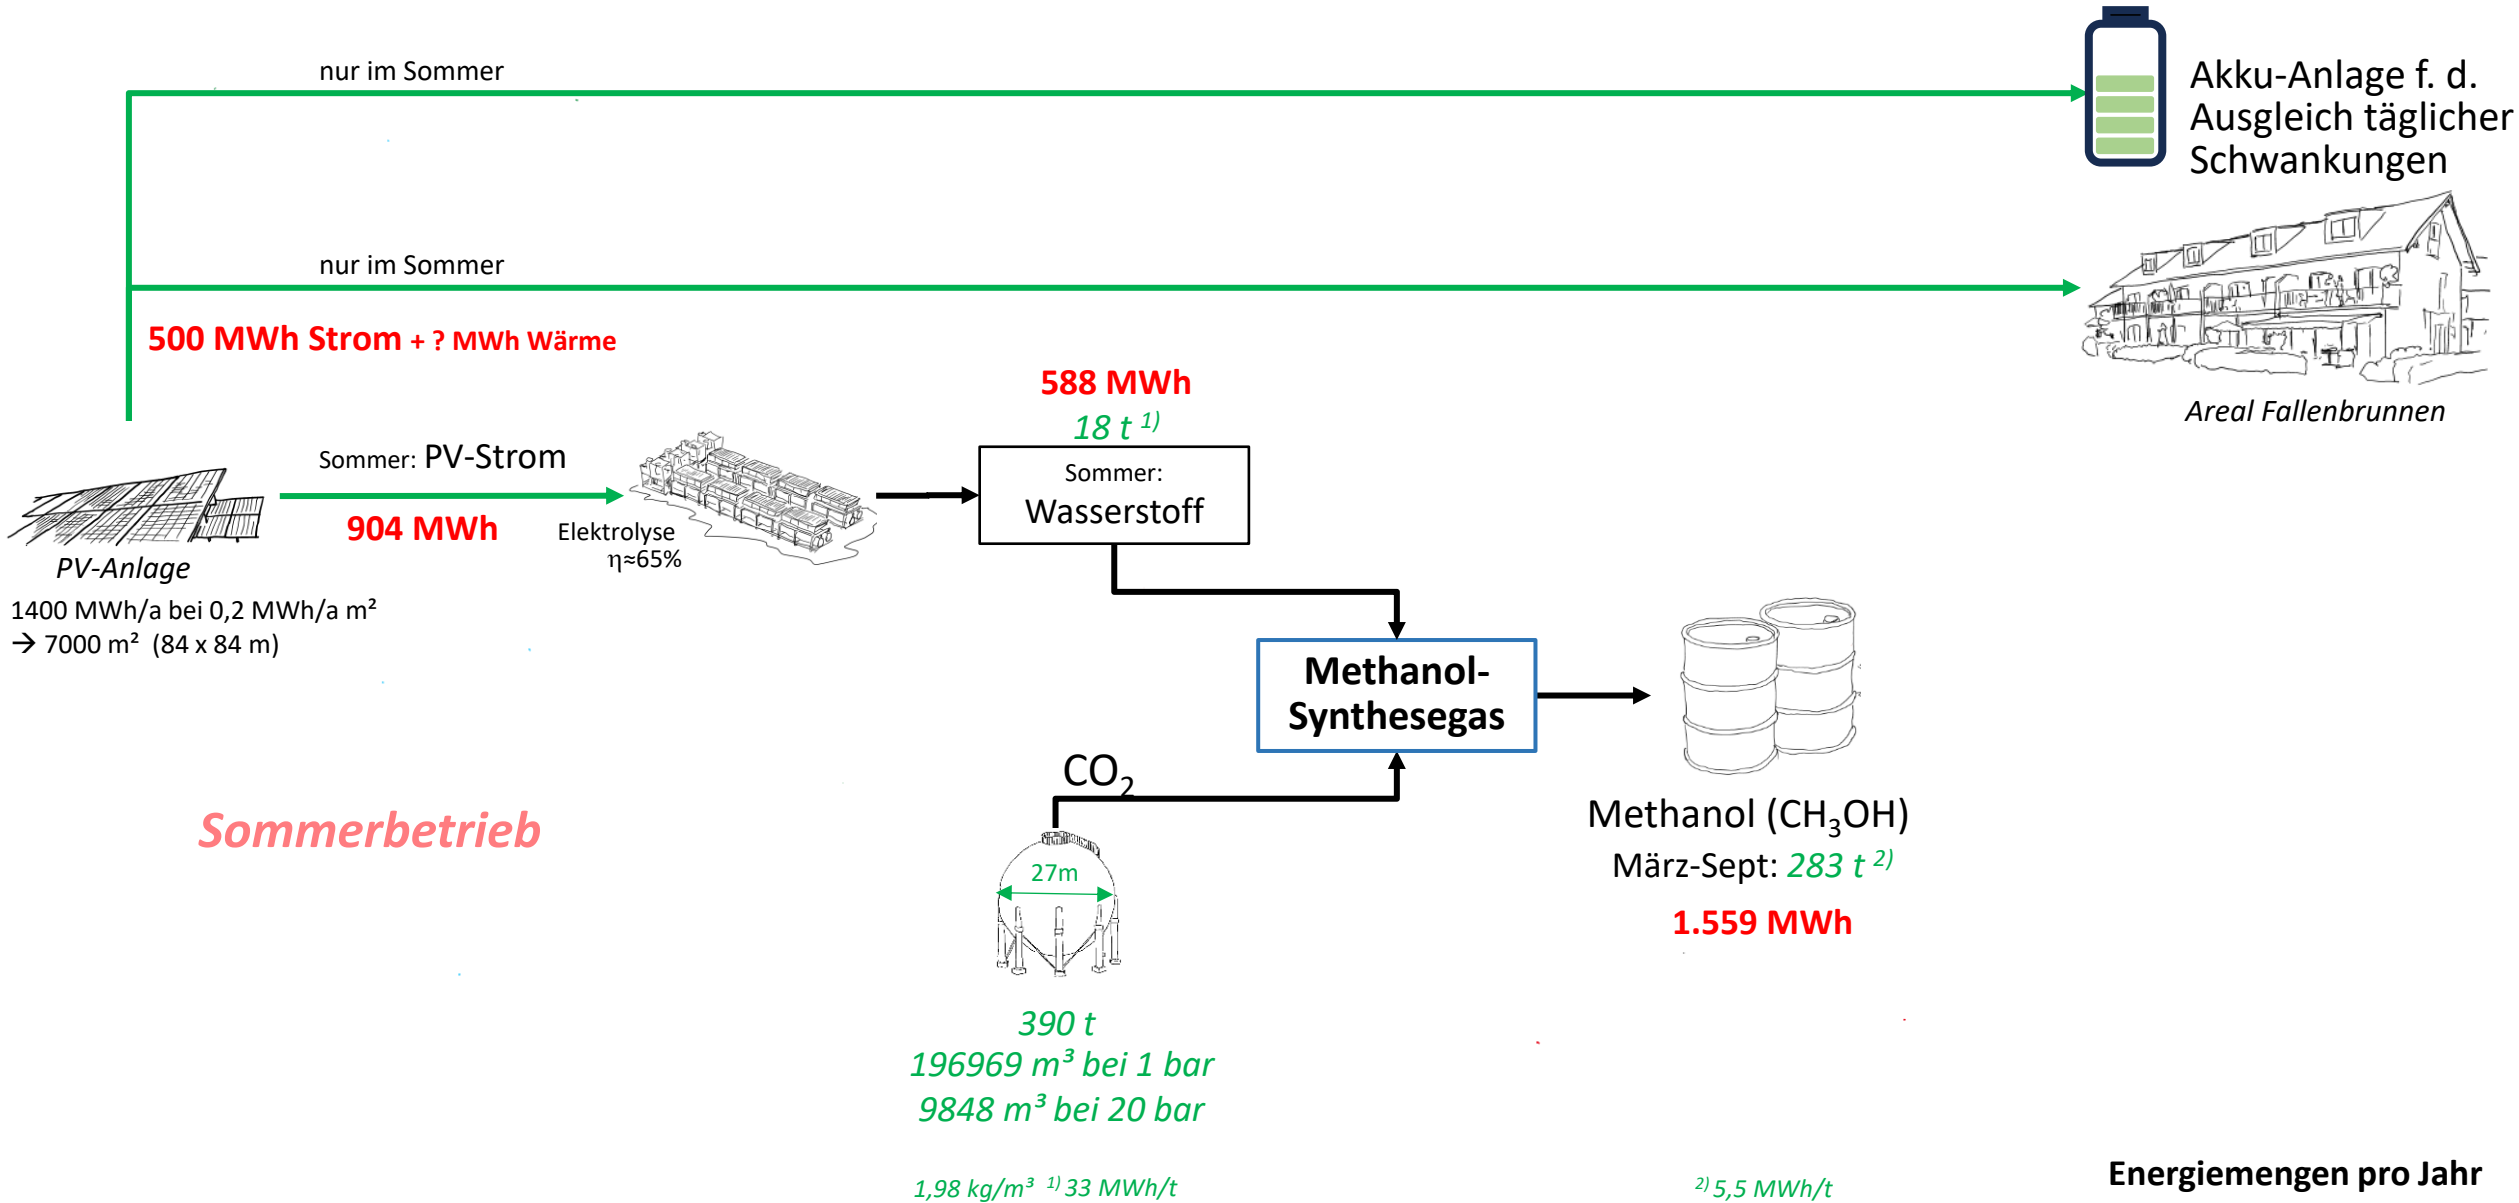 nur im Sommer
Akku-Anlage f. d.
Ausgleich täglicher
Schwankungen
nur im Sommer
500 MWh Strom + ? MWh Wärme
Areal Fallenbrunnen
588 MWh
18 t 1)
Sommer: PV-Strom
904 MWh
Elektrolyse
η≈65%
Sommer:
Wasserstoff
PV-Anlage
1400 MWh/a bei 0,2 MWh/a m²
→ 7000 m² (84 x 84 m)
Methanol-
Synthesegas
CO₂
Sommerbetrieb
27m
Methanol (CH₃OH)
März-Sept: 283 t 2)
1.559 MWh
390 t
196969 m³ bei 1 bar
9848 m³ bei 20 bar
1,98 kg/m³ 1) 33 MWh/t
2) 5,5 MWh/t
Energiemengen pro Jahr